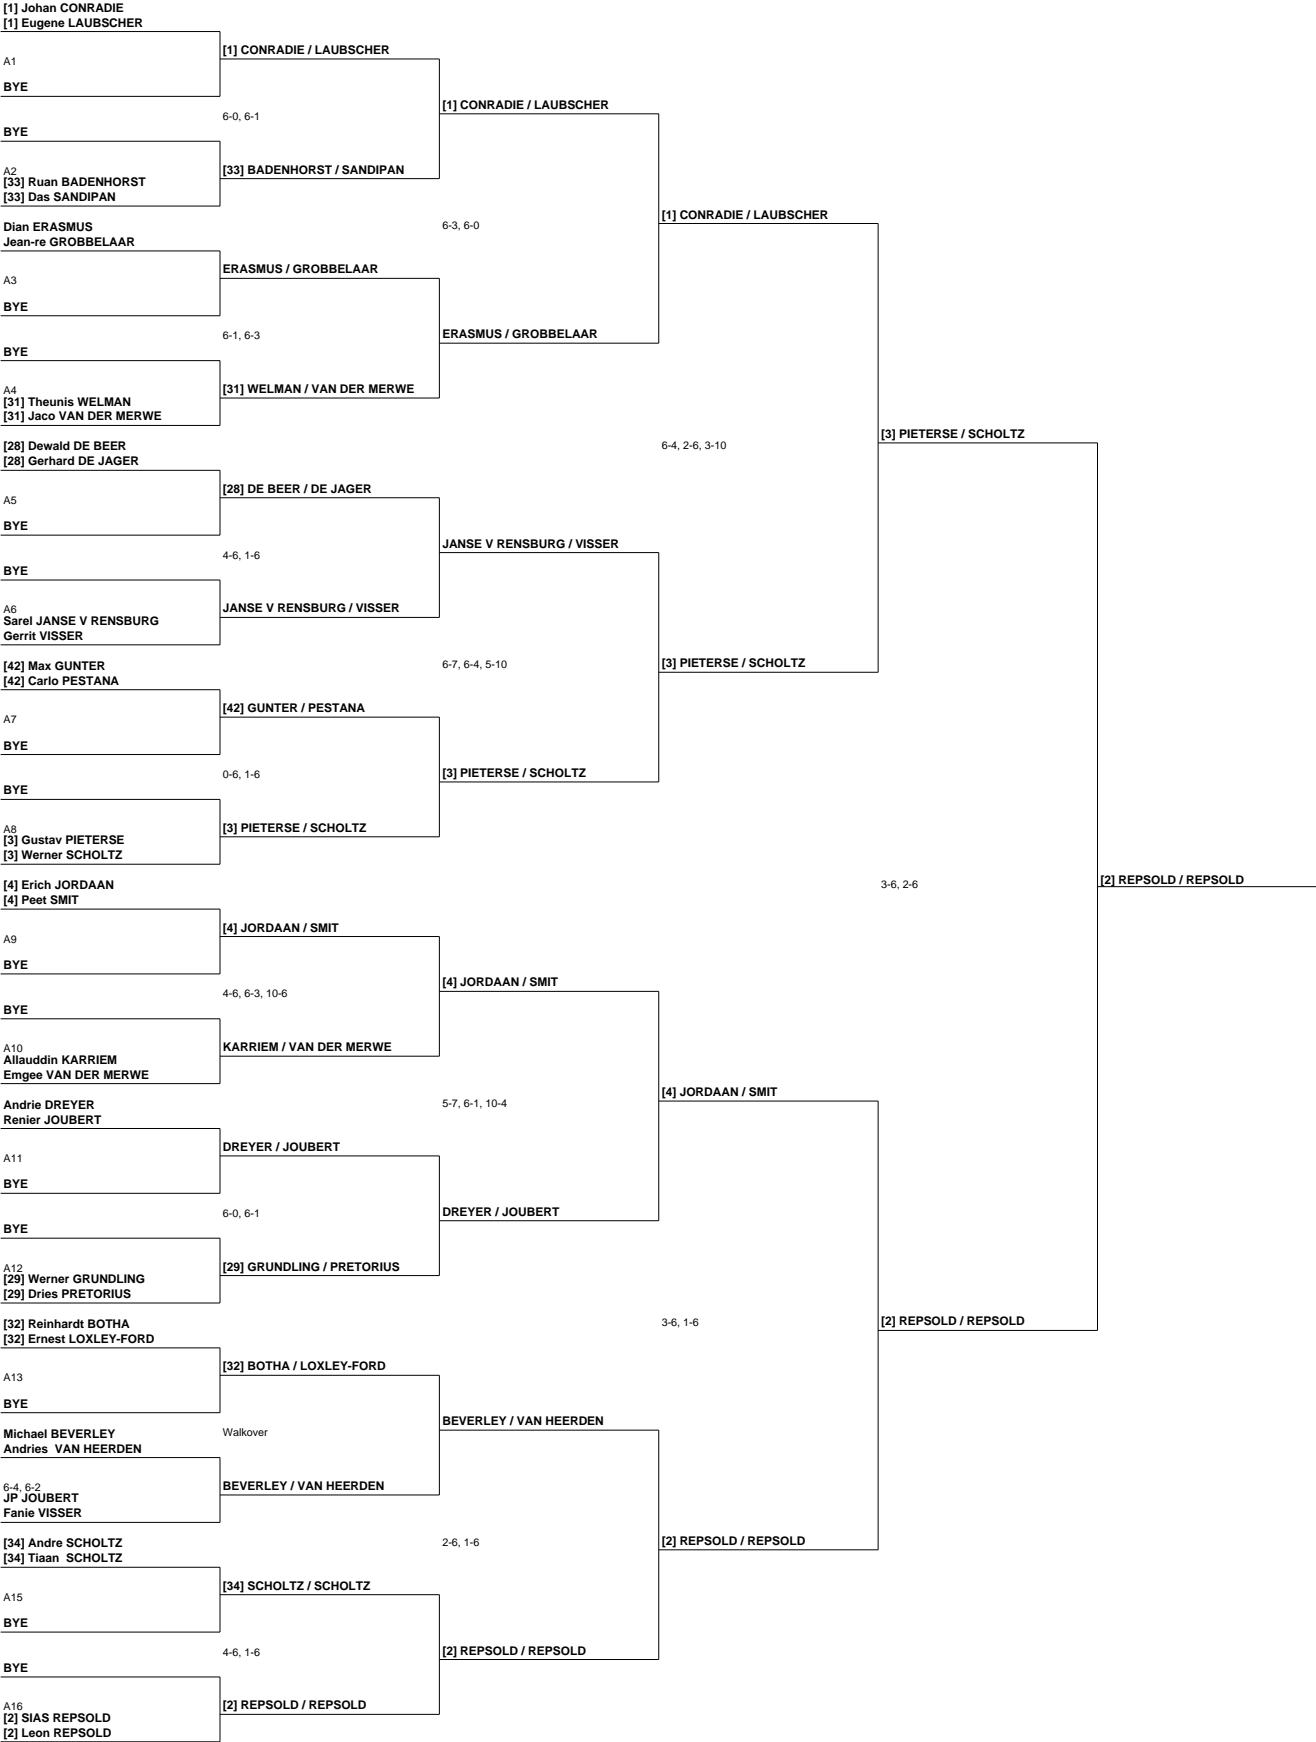 [1] Johan CONRADIE
[1] Eugene LAUBSCHER
[1] CONRADIE / LAUBSCHER
A1
BYE
[1] CONRADIE / LAUBSCHER
6-0, 6-1
BYE
[33] BADENHORST / SANDIPAN
A2
[33] Ruan BADENHORST
[33] Das SANDIPAN
[1] CONRADIE / LAUBSCHER
Dian ERASMUS
6-3, 6-0
Jean-re GROBBELAAR
ERASMUS / GROBBELAAR
A3
BYE
ERASMUS / GROBBELAAR
6-1, 6-3
BYE
[31] WELMAN / VAN DER MERWE
A4
[31] Theunis WELMAN
[31] Jaco VAN DER MERWE
[3] PIETERSE / SCHOLTZ
[28] Dewald DE BEER
6-4, 2-6, 3-10
[28] Gerhard DE JAGER
[28] DE BEER / DE JAGER
A5
BYE
JANSE V RENSBURG / VISSER
4-6, 1-6
BYE
JANSE V RENSBURG / VISSER
A6
Sarel JANSE V RENSBURG
Gerrit VISSER
[3] PIETERSE / SCHOLTZ
[42] Max GUNTER
6-7, 6-4, 5-10
[42] Carlo PESTANA
[42] GUNTER / PESTANA
A7
BYE
[3] PIETERSE / SCHOLTZ
0-6, 1-6
BYE
[3] PIETERSE / SCHOLTZ
A8
[3] Gustav PIETERSE
[3] Werner SCHOLTZ
[2] REPSOLD / REPSOLD
[4] Erich JORDAAN
3-6, 2-6
[4] Peet SMIT
[4] JORDAAN / SMIT
A9
BYE
[4] JORDAAN / SMIT
4-6, 6-3, 10-6
BYE
KARRIEM / VAN DER MERWE
A10
Allauddin KARRIEM
Emgee VAN DER MERWE
[4] JORDAAN / SMIT
Andrie DREYER
5-7, 6-1, 10-4
Renier JOUBERT
DREYER / JOUBERT
A11
BYE
DREYER / JOUBERT
6-0, 6-1
BYE
[29] GRUNDLING / PRETORIUS
A12
[29] Werner GRUNDLING
[29] Dries PRETORIUS
[2] REPSOLD / REPSOLD
[32] Reinhardt BOTHA
3-6, 1-6
[32] Ernest LOXLEY-FORD
[32] BOTHA / LOXLEY-FORD
A13
BYE
BEVERLEY / VAN HEERDEN
Michael BEVERLEY
Walkover
Andries  VAN HEERDEN
BEVERLEY / VAN HEERDEN
6-4, 6-2
JP JOUBERT
Fanie VISSER
[2] REPSOLD / REPSOLD
[34] Andre SCHOLTZ
2-6, 1-6
[34] Tiaan  SCHOLTZ
[34] SCHOLTZ / SCHOLTZ
A15
BYE
[2] REPSOLD / REPSOLD
4-6, 1-6
BYE
[2] REPSOLD / REPSOLD
A16
[2] SIAS REPSOLD
[2] Leon REPSOLD